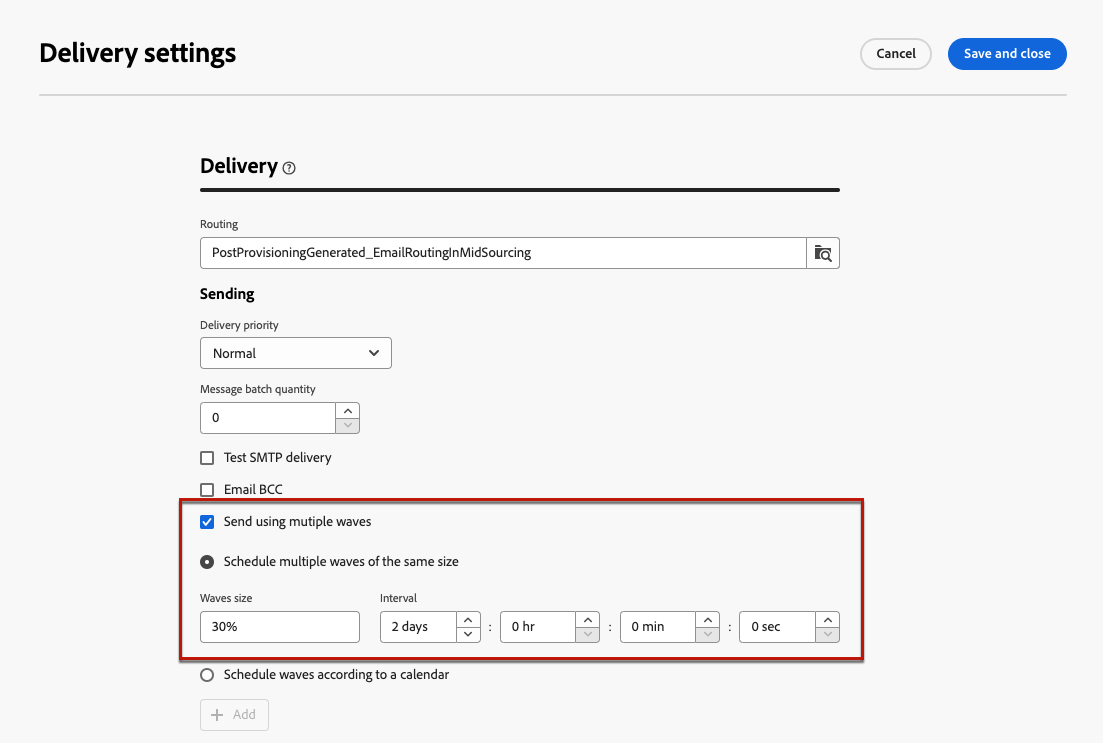 Delivery settings
Cancel
Save and close
Delivery
Routing
PostProvisioningGenerated_EmailRoutingInMidSourcing
Sending
Delivery priority
Normal
Message batch quantity
0
Test SMTP delivery
Email BCC
Send using mutiple waves
Schedule multiple waves of the same size
Waves size Interval
30% 2 days : 0 hr : 0 min : 0 sec
Schedule waves according to a calendar
Add